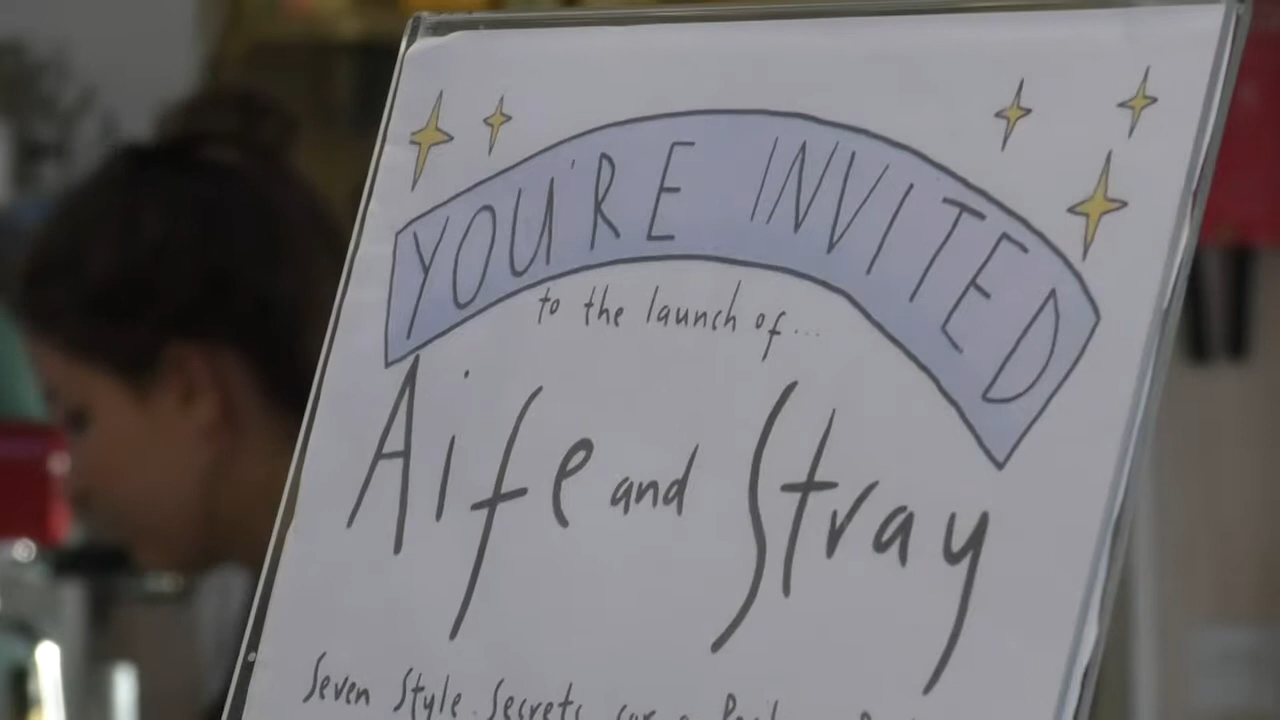 YOU'RE INVITED
to the launch of...
Aife and Stray
Seven Style Secrets